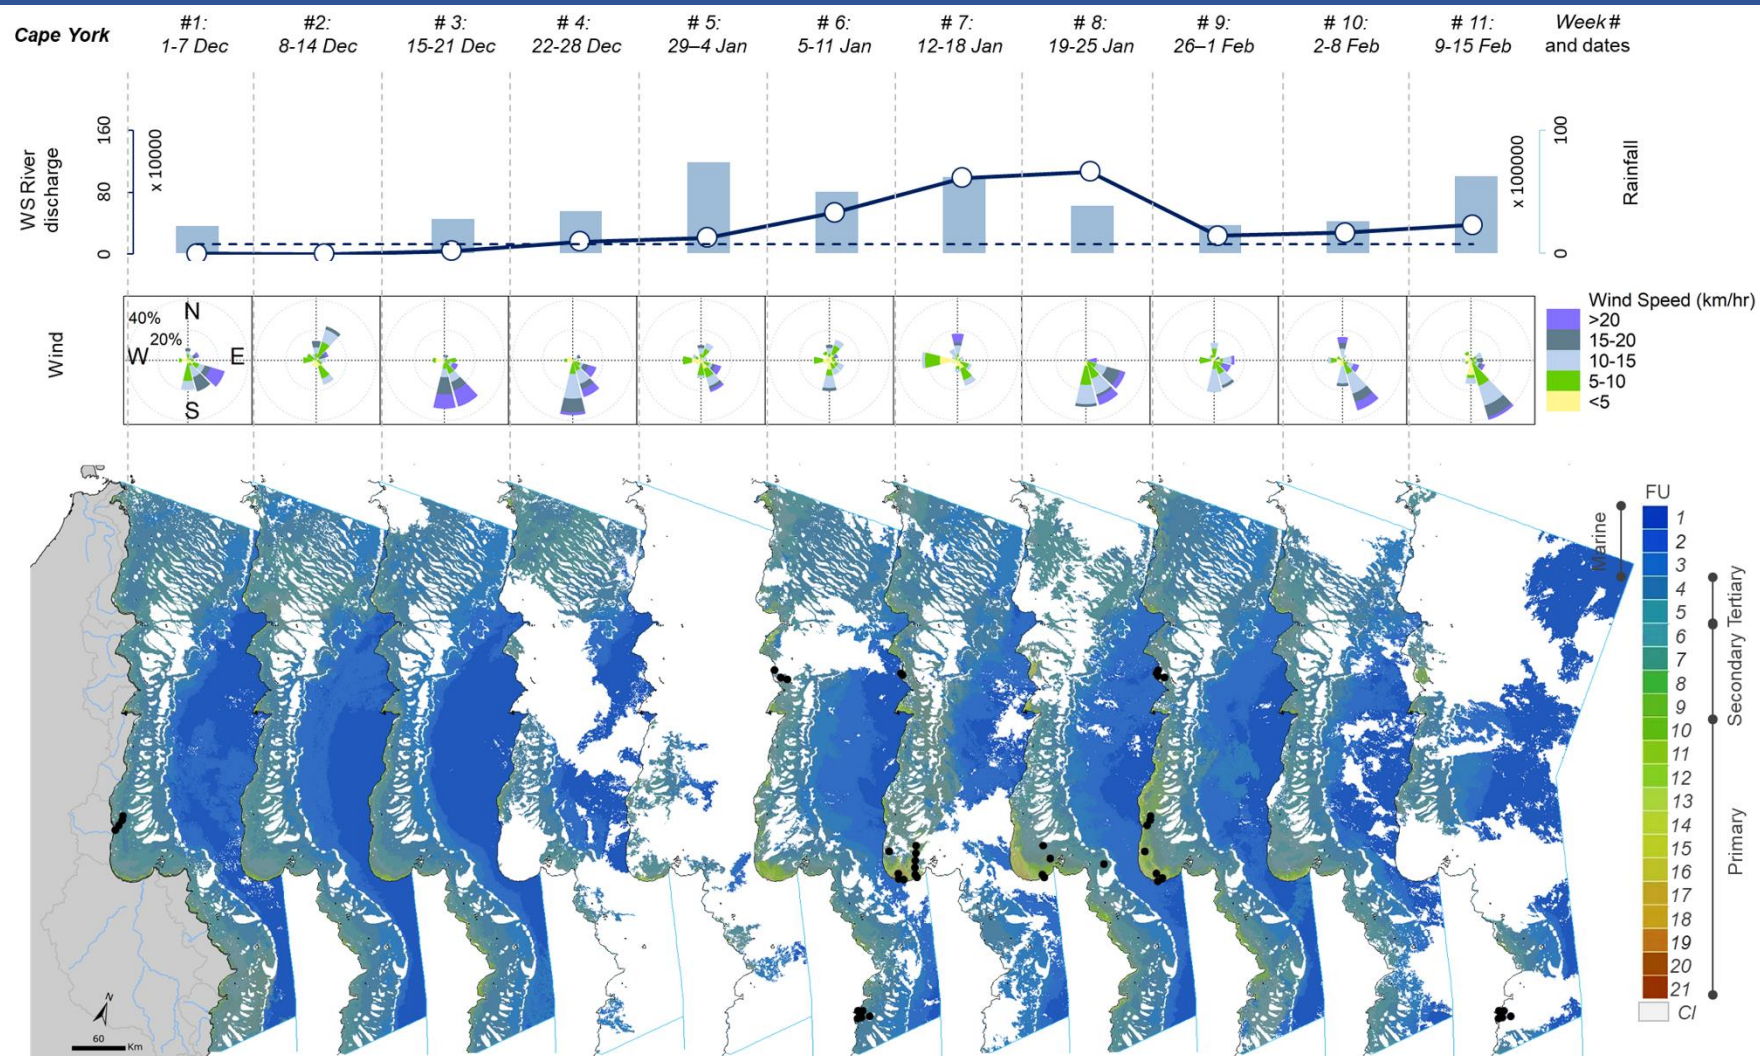 Cape York
#1:
1-7 Dec
#2:
8-14 Dec
# 3:
15-21 Dec
# 4:
22-28 Dec
# 5:
29–4 Jan
# 6:
5-11 Jan
# 7:
12-18 Jan
# 8:
19-25 Jan
# 9:
26–1 Feb
# 10:
2-8 Feb
# 11:
9-15 Feb
Week #
and dates
WS River
discharge
160
80
0
x 10000
x 100000
100
0
Rainfall
Wind
N
40%
20%
W
E
S
Wind Speed (km/hr)
>20
15-20
10-15
5-10
<5
FU
1
2
3
4
5
6
7
8
9
10
11
12
13
14
15
16
17
18
19
20
21
Cl
Marine
Tertiary
Secondary
Primary
N
60
Km